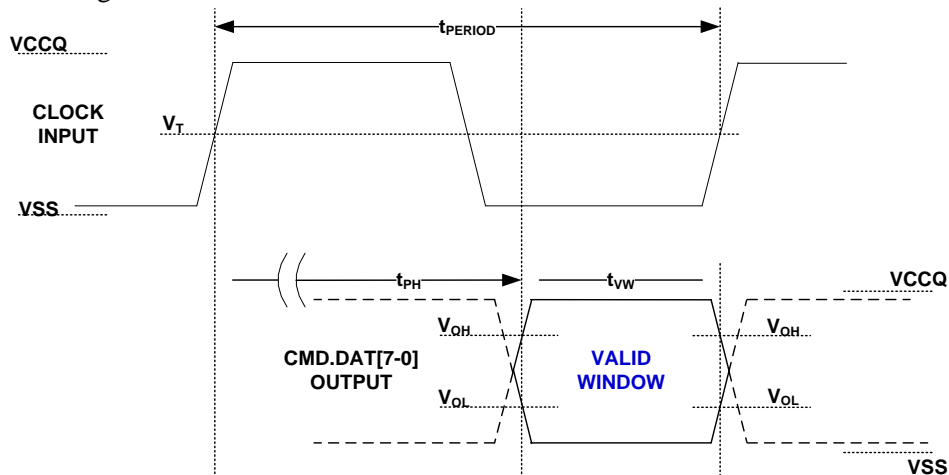 tPERIOD
VCCQ
CLOCK
INPUT
VT
VSS
tPH
tVW
VCCQ
VOH
VOH
CMD.DAT[7-0]
OUTPUT
VALID
WINDOW
VOL
VOL
VSS